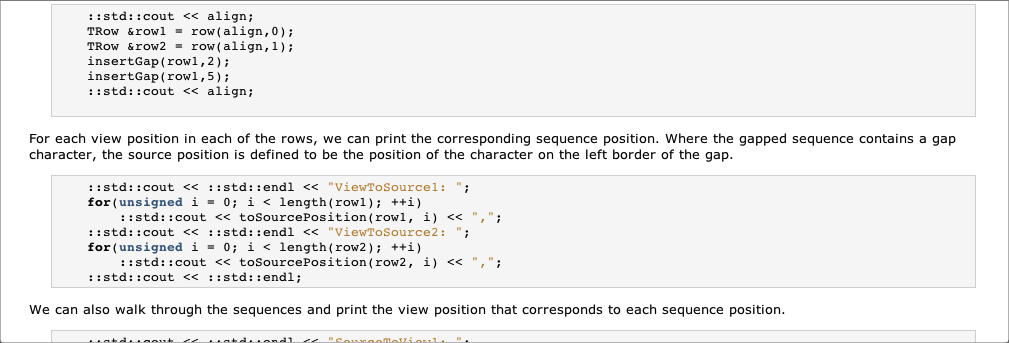 ::std::cout << align;
TRow &row1 = row(align,0);
TRow &row2 = row(align,1);
insertGap(row1,2);
insertGap(row1,5);
::std::cout << align;
For each view position in each of the rows, we can print the corresponding sequence position. Where the gapped sequence contains a gap
character, the source position is defined to be the position of the character on the left border of the gap.
::std::cout << ::std::endl << "ViewToSource1: ";
for(unsigned i = 0; i < length(row1); ++i)
::std::cout << toSourcePosition(row1, i) << ",";
::std::cout << ::std::endl << "ViewToSource2: ";
for(unsigned i = 0; i < length(row2); ++i)
::std::cout << toSourcePosition(row2, i) << ",";
::std::cout << ::std::endl;
We can also walk through the sequences and print the view position that corresponds to each sequence position.
::std::cout << ::std::endl << "SourceToView1: ";